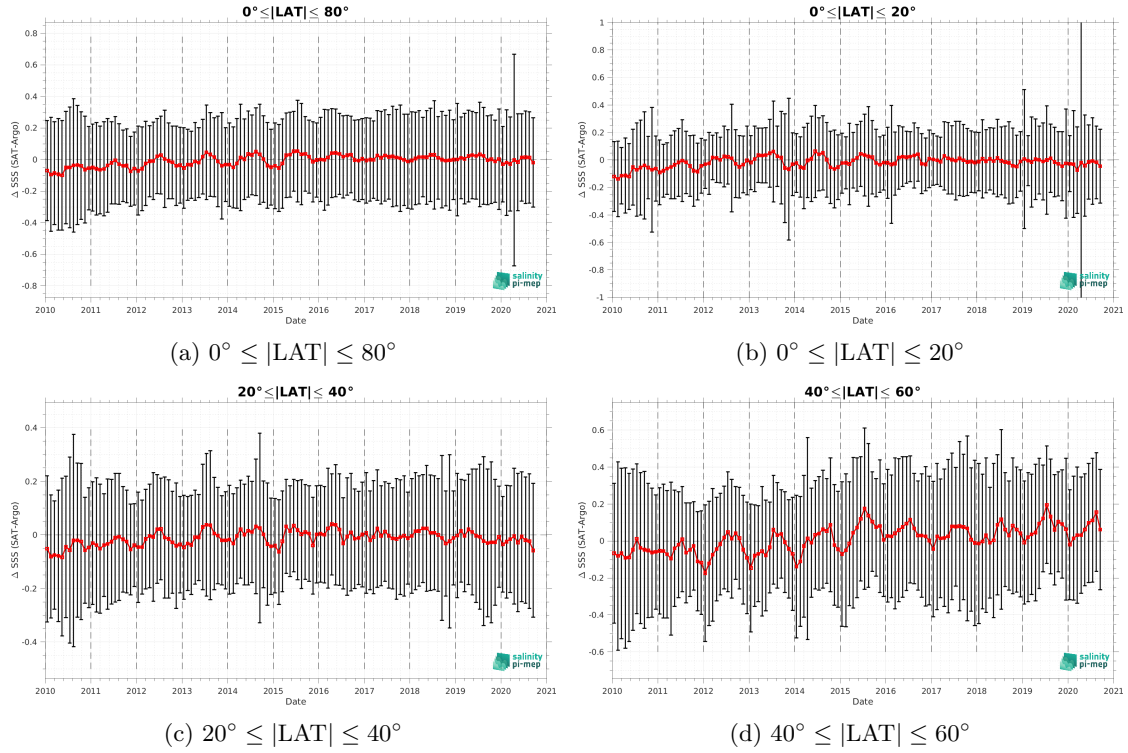 0°≤|LAT|≤ 80°
Δ SSS (SAT-Argo)
0.8
0.6
0.4
0.2
0
-0.2
-0.4
-0.6
-0.8
2010 2011 2012 2013 2014 2015 2016 2017 2018 2019 2020 2021
Date
salinity
pi-mep
(a) 0° ≤ |LAT| ≤ 80°
0°≤|LAT|≤ 20°
Δ SSS (SAT-Argo)
1
0.8
0.6
0.4
0.2
0
-0.2
-0.4
-0.6
-0.8
-1
2010 2011 2012 2013 2014 2015 2016 2017 2018 2019 2020 2021
Date
salinity
pi-mep
(b) 0° ≤ |LAT| ≤ 20°
20°≤|LAT|≤ 40°
Δ SSS (SAT-Argo)
0.4
0.2
0
-0.2
-0.4
2010 2011 2012 2013 2014 2015 2016 2017 2018 2019 2020 2021
Date
salinity
pi-mep
(c) 20° ≤ |LAT| ≤ 40°
40°≤|LAT|≤ 60°
Δ SSS (SAT-Argo)
0.6
0.4
0.2
0
-0.2
-0.4
-0.6
2010 2011 2012 2013 2014 2015 2016 2017 2018 2019 2020 2021
Date
salinity
pi-mep
(d) 40° ≤ |LAT| ≤ 60°